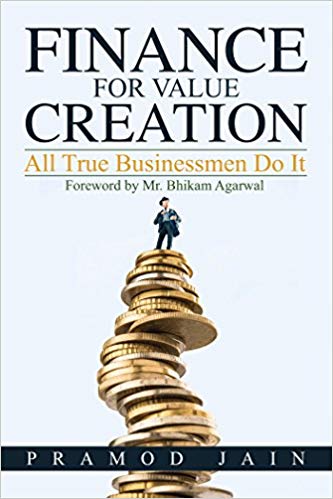 FINANCE
FOR VALUE
CREATION
All True Businessmen Do It
Foreword by Mr. Bhikam Agarwal
PRAMOD JAIN